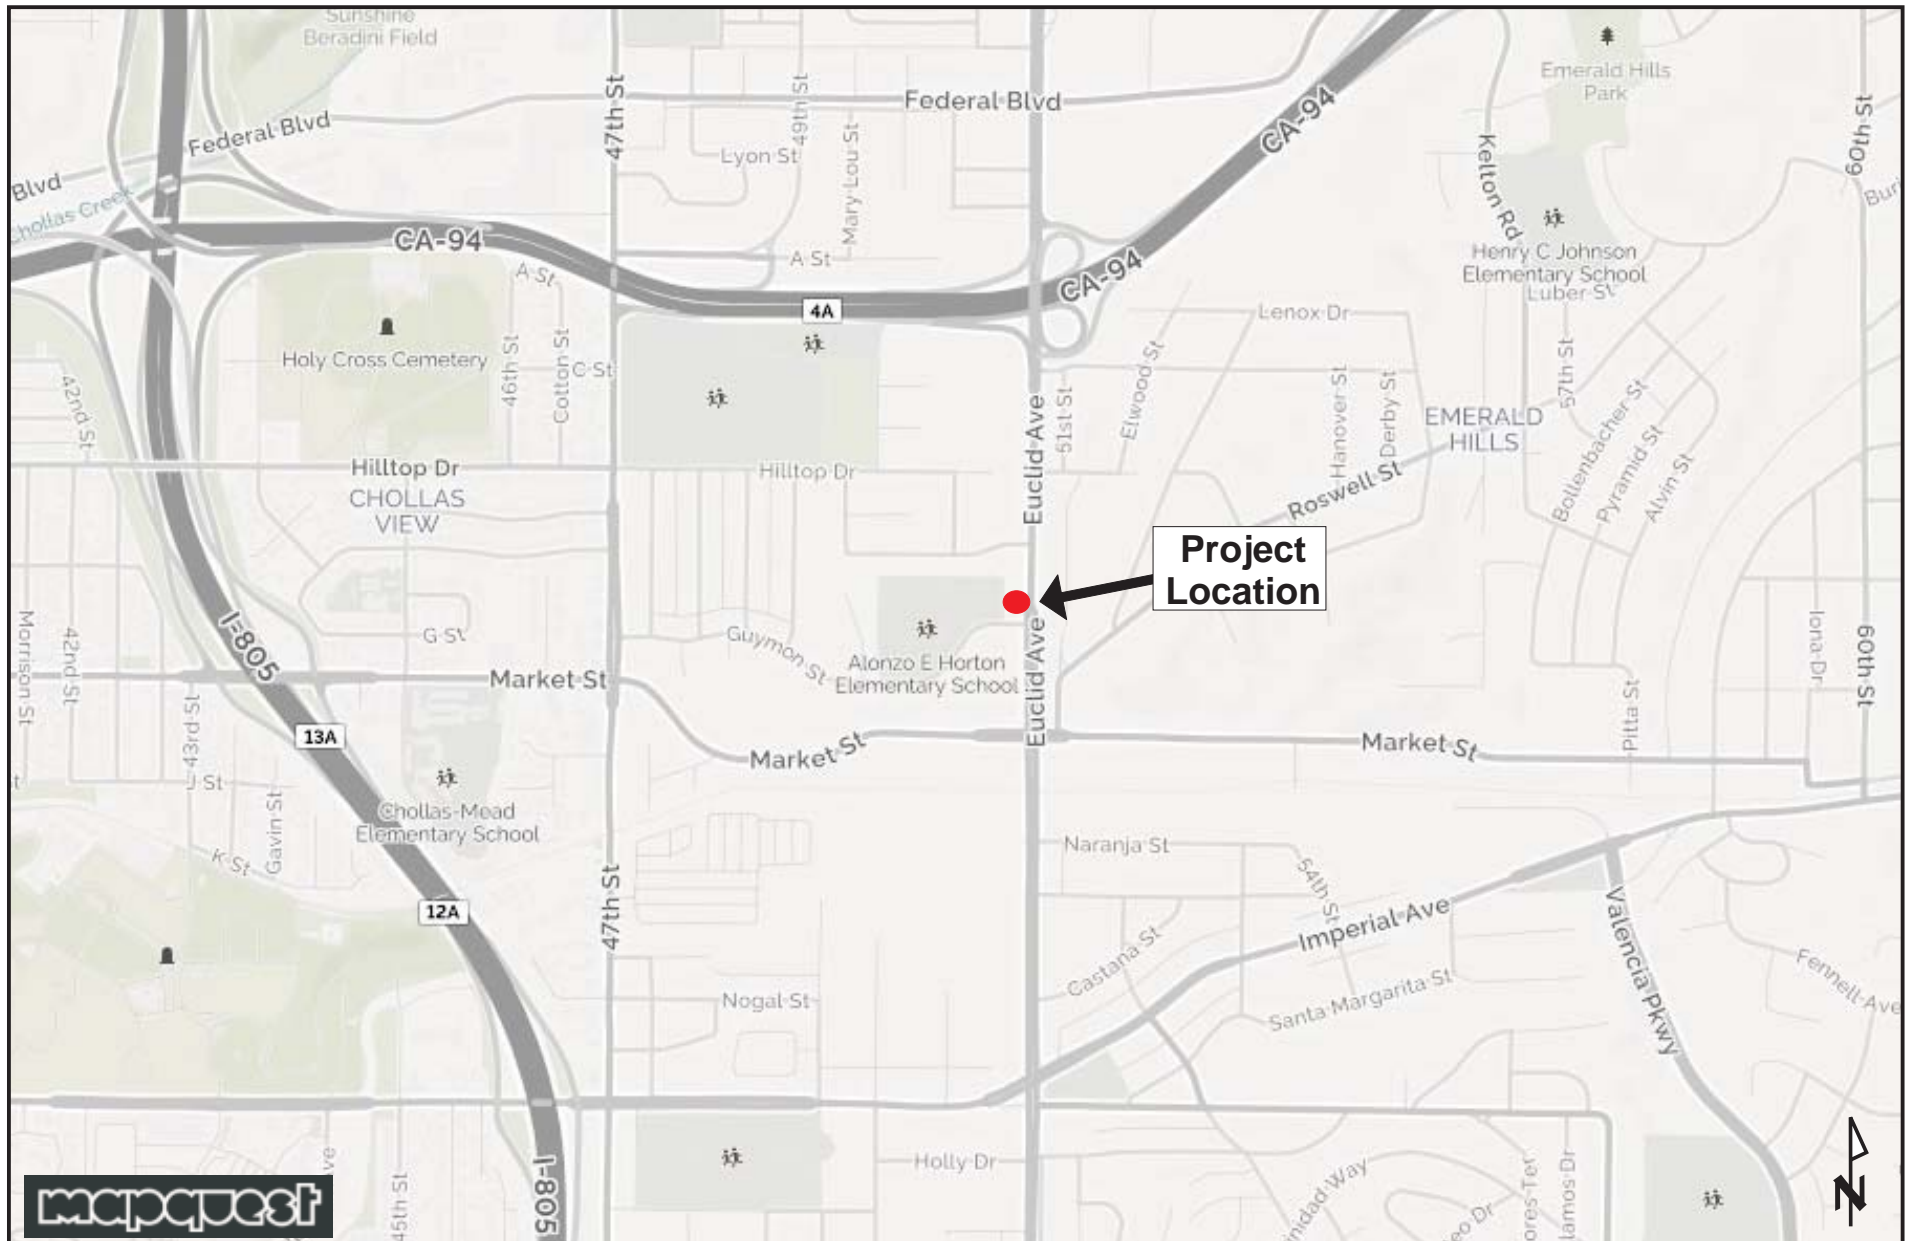 Sunshine
Beradini Field
Emerald Hills
Park
47th St
49th St
Federal Blvd
CA-94
60th St
Federal Blvd
Lyon St
Mary Lou St
Kelton Rd
Blvd
Chollas Creek
CA-94
A St
A St
CA-94
Henry C Johnson
Elementary School
Luber St
4A
Lenox Dr
Holy Cross Cemetery
46th St
Cotton St
C St
42nd St
Euclid Ave
51st St
Elwood St
Hanover St
Derby St
57th St
EMERALD
HILLS
Bollenbacher St
Pyramid St
Alvin St
Hilltop Dr
Hilltop Dr
CHOLLAS
VIEW
Roswell St
Project
Location
Morrison St
42nd St
I-805
G St
Guymon St
Alonzo E Horton
Elementary School
Euclid Ave
Iona Dr
60th St
Market St
43rd St
13A
Market St
Market St
Pitta St
J St
Gavin St
Chollas-Mead
Elementary School
K St
Naranja St
54th St
47th St
12A
Imperial Ave
Valencia Pkwy
Castana St
Fennell Ave
Nogal St
Santa Margarita St
I-805
Holly Dr
45th St
mapquest
N